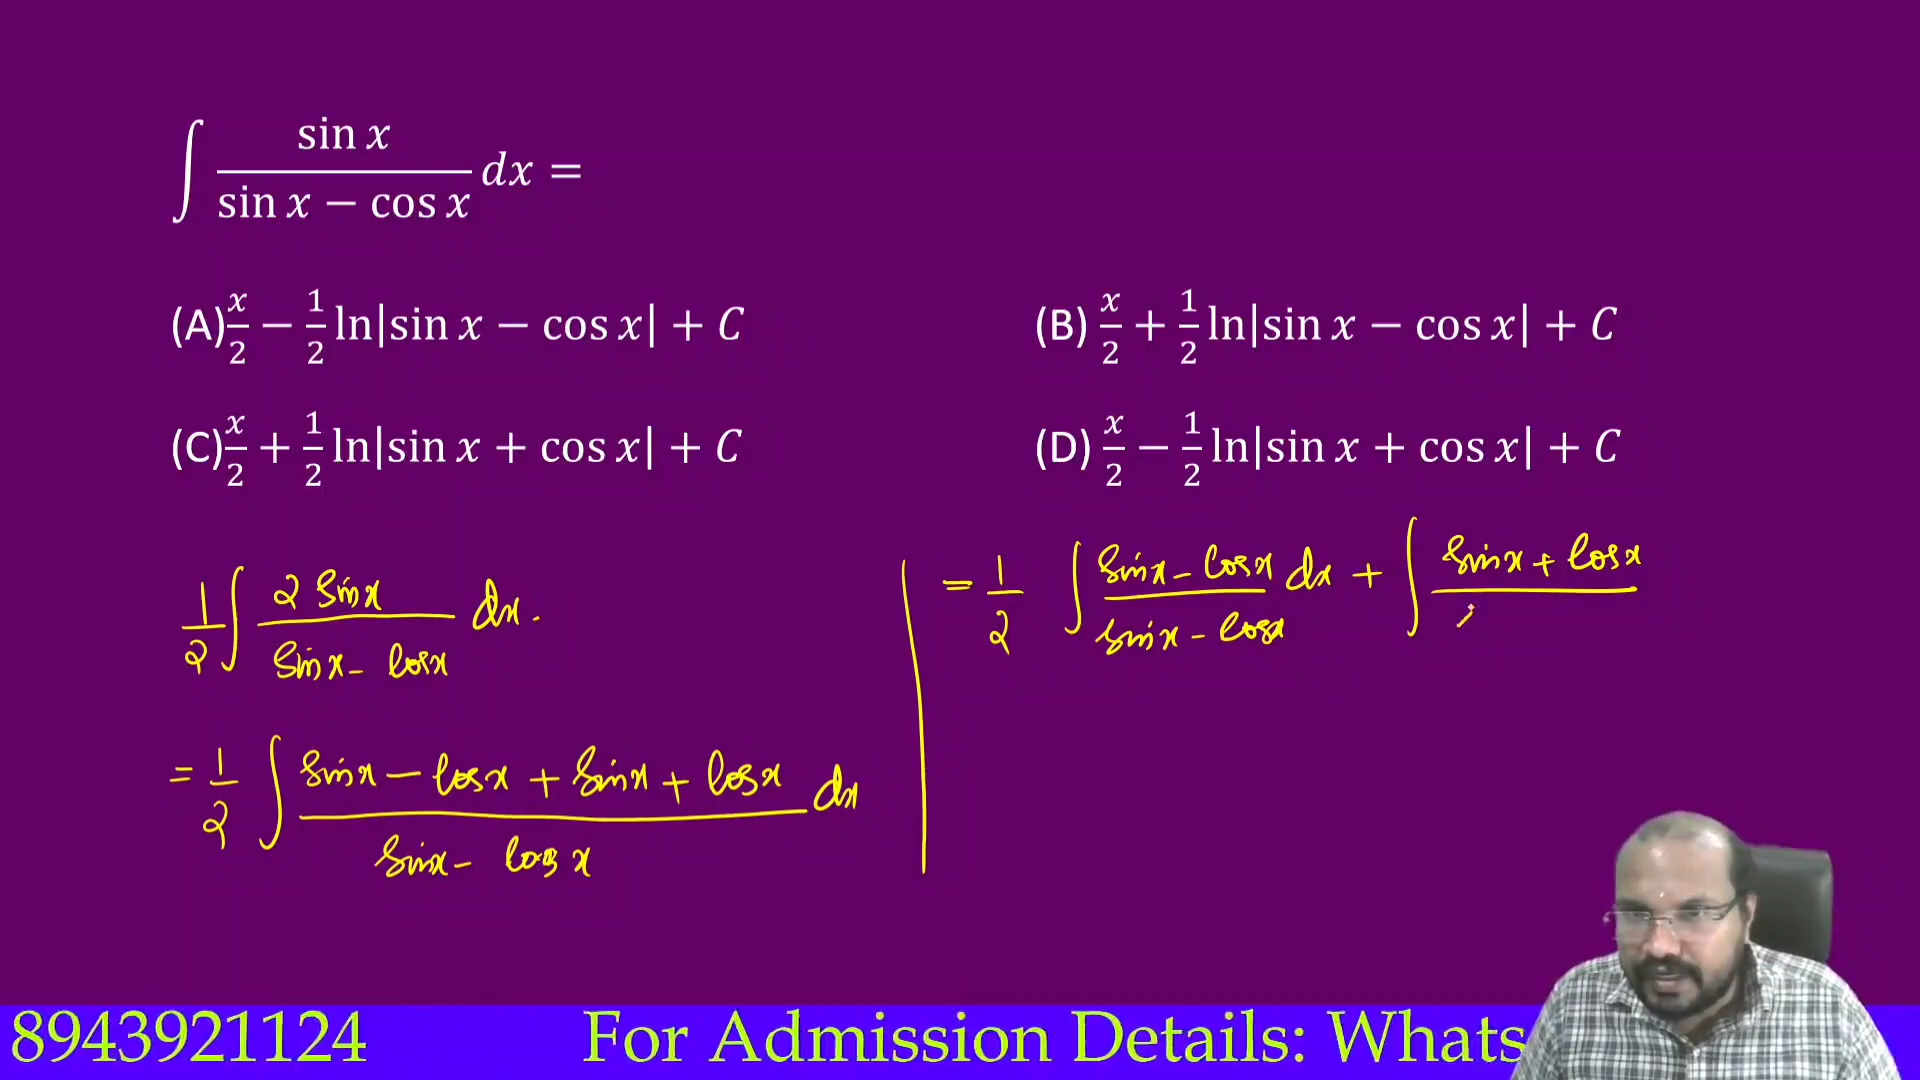 ∫ sin x / (sin x − cos x) dx =
(A) x/2 − 1/2 ln|sin x − cos x| + C
(B) x/2 + 1/2 ln|sin x − cos x| + C
(C) x/2 + 1/2 ln|sin x + cos x| + C
(D) x/2 − 1/2 ln|sin x + cos x| + C
1/2 ∫ 2 sin x / (sin x − cos x) dx.
= 1/2 ∫ (sin x − cos x + sin x + cos x) / (sin x − cos x) dx
= 1/2 ∫ (sin x − cos x) / (sin x − cos x) dx + ∫ (sin x + cos x) /
8943921124
For Admission Details: Whats